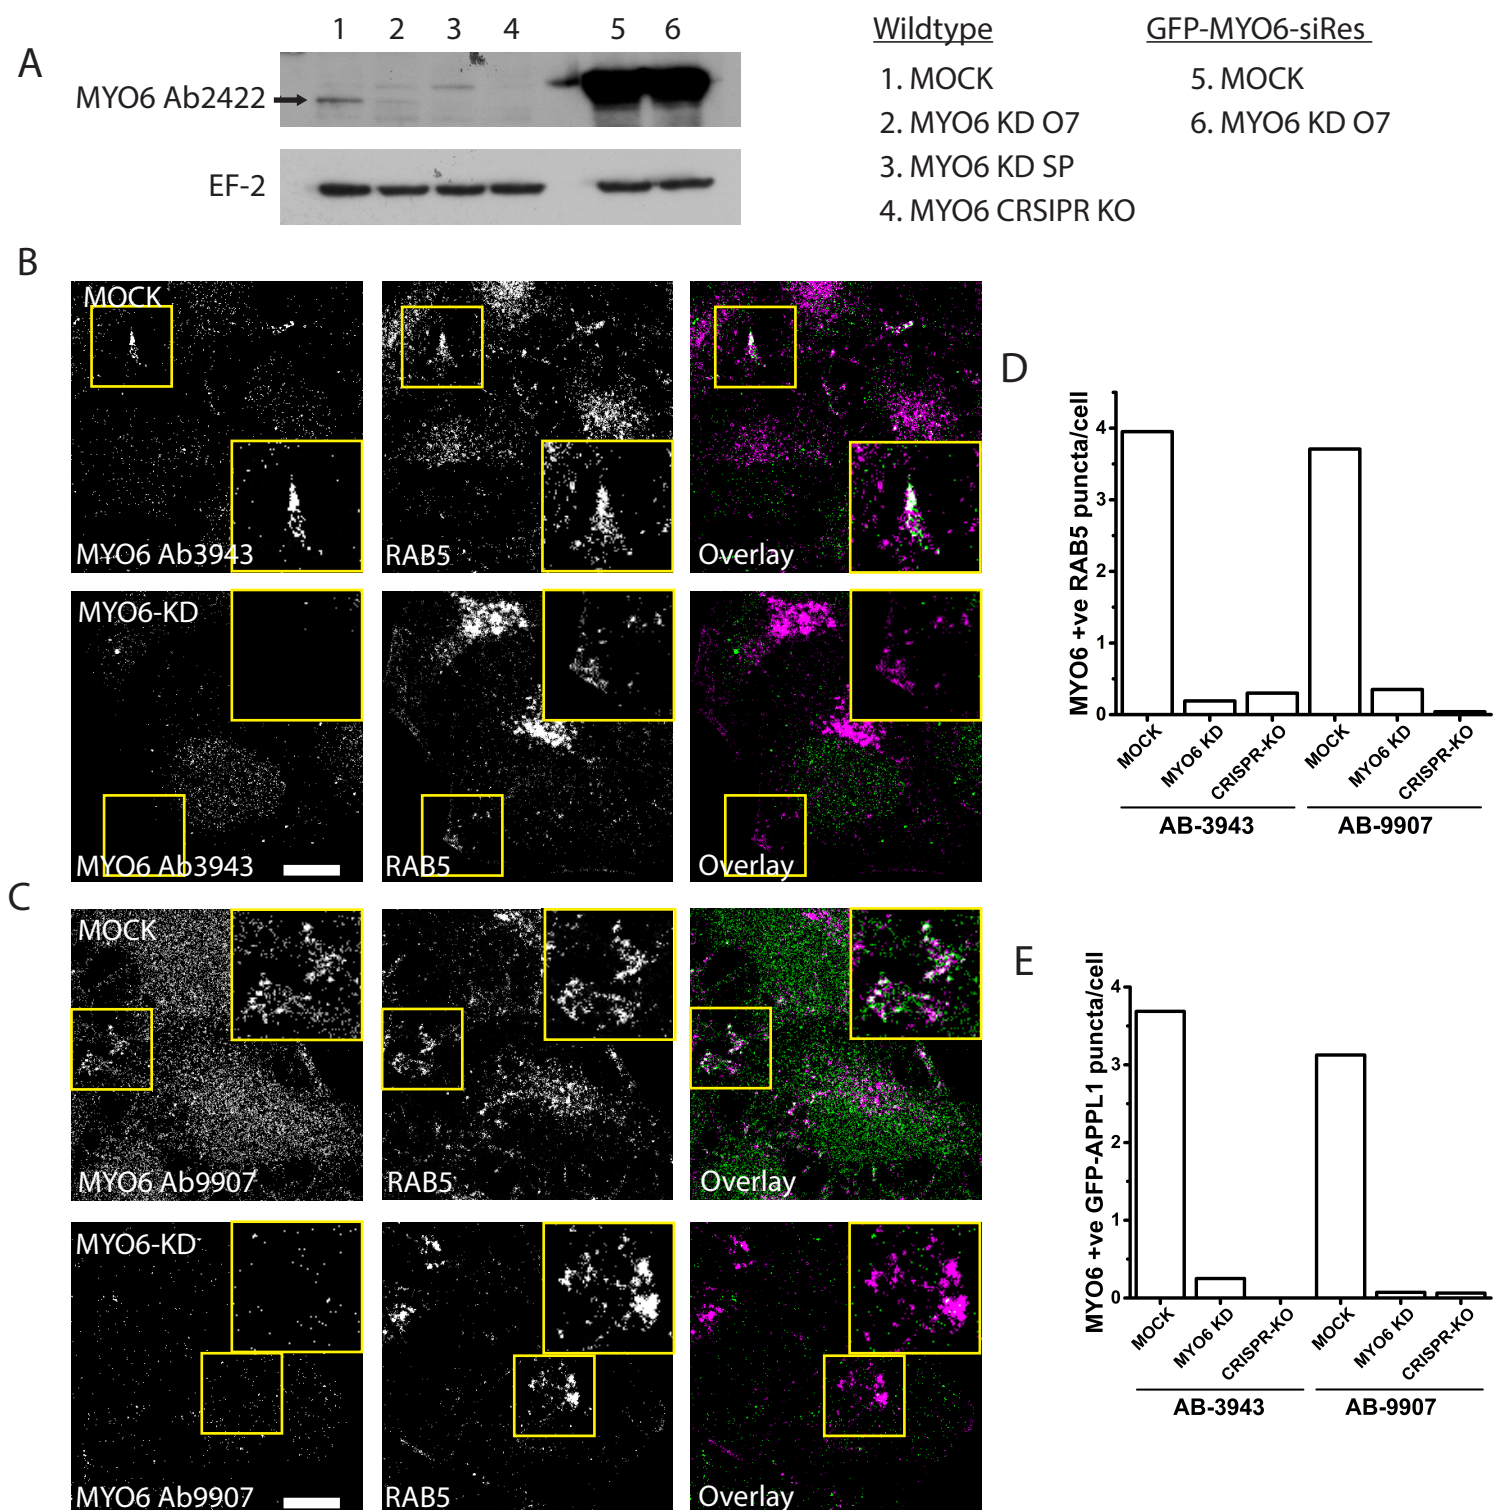 A
1 2 3 4 5 6
MYO6 Ab2422
EF-2
Wildtype
1. MOCK
2. MYO6 KD O7
3. MYO6 KD SP
4. MYO6 CRSIPR KO
GFP-MYO6-siRes
5. MOCK
6. MYO6 KD O7
B
MOCK
MYO6 Ab3943
RAB5
Overlay
MYO6-KD
MYO6 Ab3943
RAB5
Overlay
C
MOCK
MYO6 Ab9907
RAB5
Overlay
MYO6-KD
MYO6 Ab9907
RAB5
Overlay
D
MYO6 +ve RAB5 puncta/cell
4
3
2
1
0
MOCK
MYO6 KD
CRISPR-KO
MOCK
MYO6 KD
CRISPR-KO
AB-3943
AB-9907
E
MYO6 +ve GFP-APPL1 puncta/cell
4
3
2
1
0
MOCK
MYO6 KD
CRISPR-KO
MOCK
MYO6 KD
CRISPR-KO
AB-3943
AB-9907